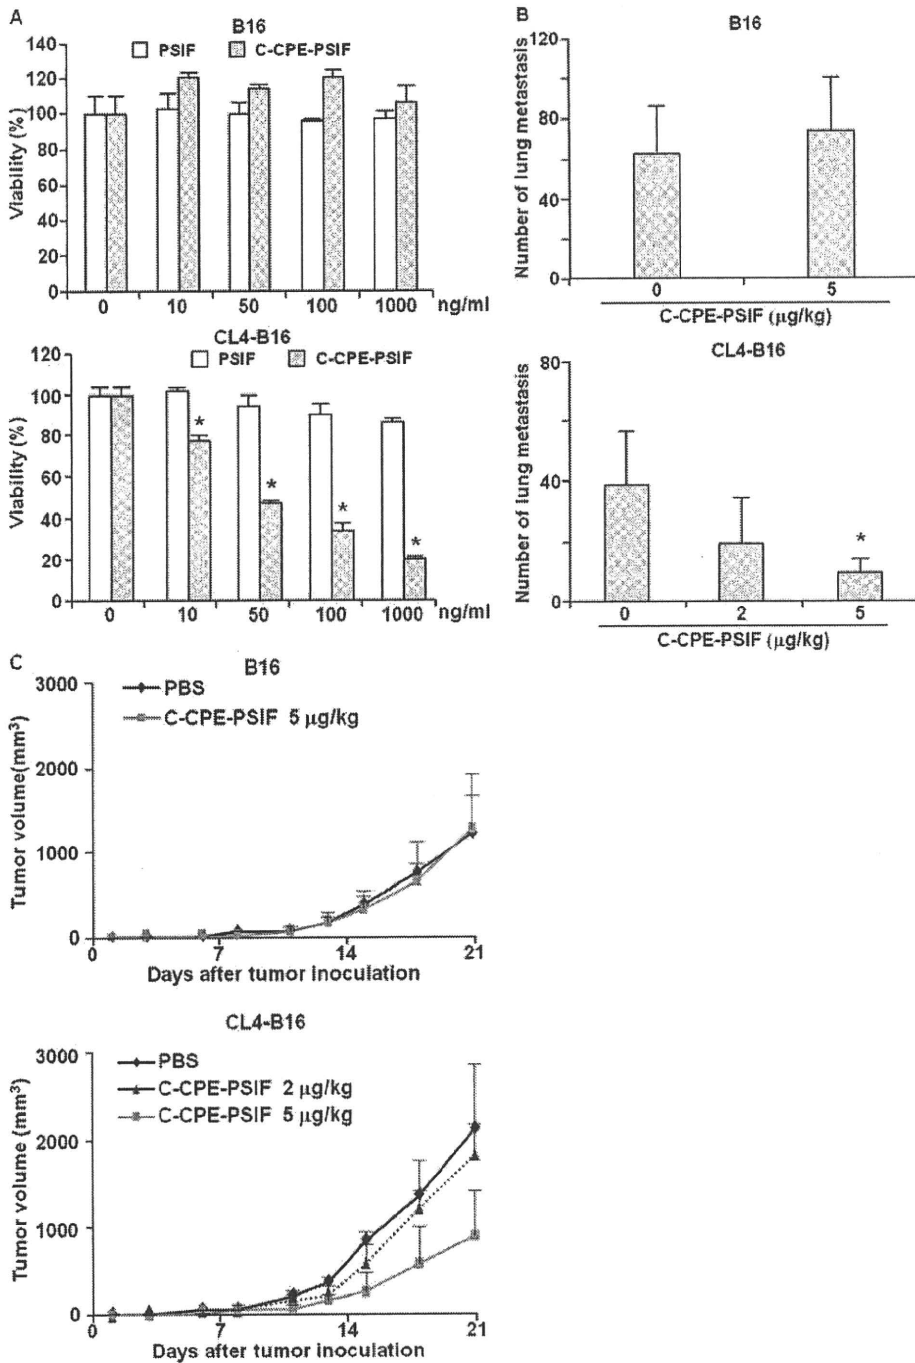 A
B16
PSIF
C-CPE-PSIF
Viability (%)
140
120
100
80
60
40
20
0
0 10 50 100 1000 ng/ml
CL4-B16
PSIF
C-CPE-PSIF
Viability (%)
120
100
80
60
40
20
0
*
*
*
*
0 10 50 100 1000 ng/ml
B
B16
Number of lung metastasis
120
80
40
0
0 5
C-CPE-PSIF (μg/kg)
CL4-B16
Number of lung metastasis
80
40
0
*
0 2 5
C-CPE-PSIF (μg/kg)
C
B16
PBS
C-CPE-PSIF 5 μg/kg
Tumor volume(mm³)
3000
2000
1000
0
0 7 14 21
Days after tumor inoculation
CL4-B16
PBS
C-CPE-PSIF 2 μg/kg
C-CPE-PSIF 5 μg/kg
Tumor volume (mm³)
3000
2000
1000
0
0 7 14 21
Days after tumor inoculation